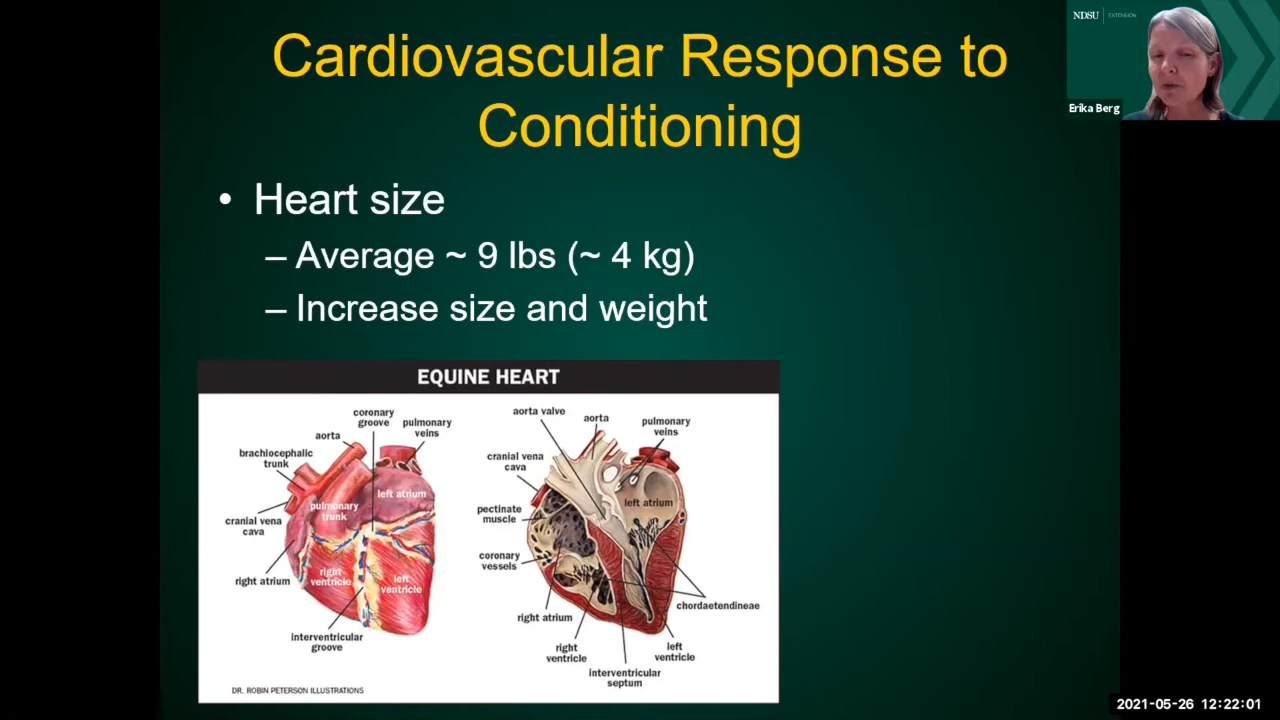 Cardiovascular Response to
Conditioning
NDSU | EXTENSION
Erika Berg
• Heart size
– Average ~ 9 lbs (~ 4 kg)
– Increase size and weight
EQUINE HEART
coronary
groove
pulmonary
veins
aorta
brachiocephalic
trunk
left atrium
pulmonary
trunk
cranial vena
cava
right atrium
right
ventricle
left
ventricle
interventricular
groove
aorta valve
aorta
pulmonary
veins
cranial vena
cava
left atrium
pectinate
muscle
coronary
vessels
chordaetendineae
right atrium
right
ventricle
left
ventricle
interventricular
septum
DR. ROBIN PETERSON ILLUSTRATIONS
2021-05-26 12:22:01